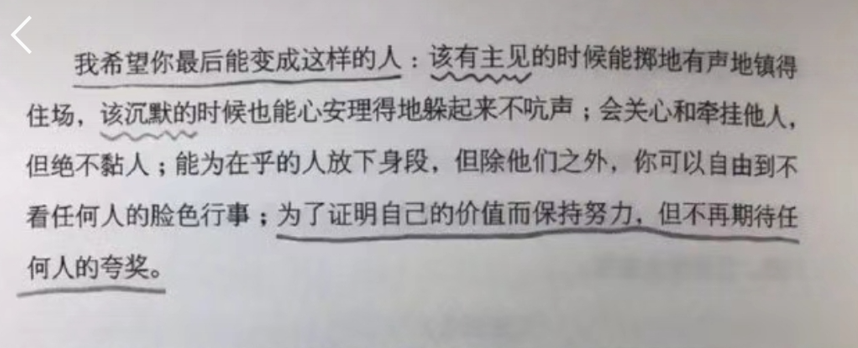 我希望你最后能变成这样的人：该有主见的时候能掷地有声地镇得
住场，该沉默的时候也能心安理得地躲起来不吭声；会关心和牵挂他人，
但绝不黏人；能为在乎的人放下身段，但除他们之外，你可以自由到不
看任何人的脸色行事；为了证明自己的价值而保持努力，但不再期待任
何人的夸奖。